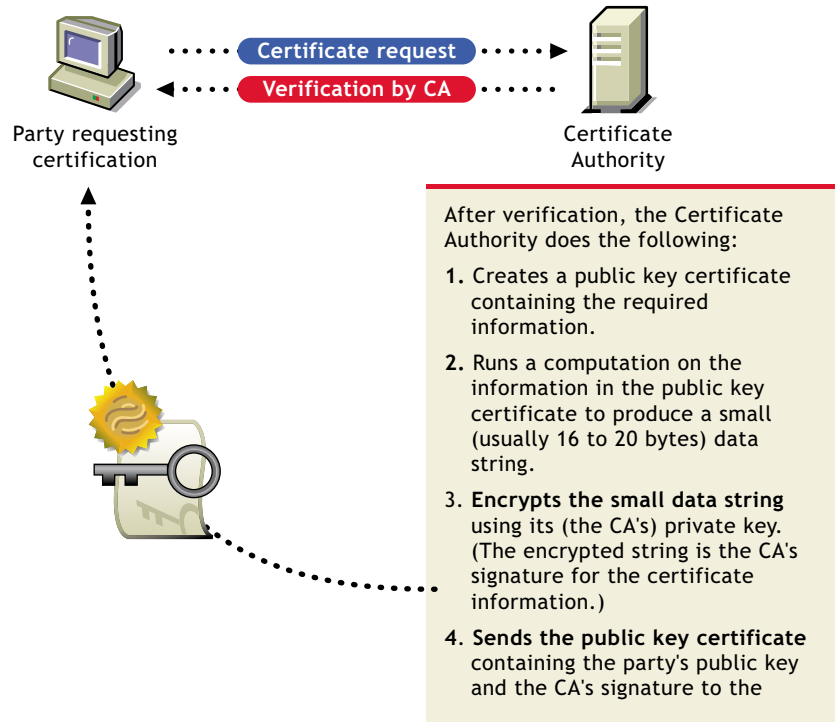 Certificate request
Verification by CA
Party requesting
certification
Certificate
Authority
After verification, the Certificate
Authority does the following:
1. Creates a public key certificate
containing the required
information.
2. Runs a computation on the
information in the public key
certificate to produce a small
(usually 16 to 20 bytes) data
string.
3. Encrypts the small data string
using its (the CA's) private key.
(The encrypted string is the CA's
signature for the certificate
information.)
4. Sends the public key certificate
containing the party's public key
and the CA's signature to the